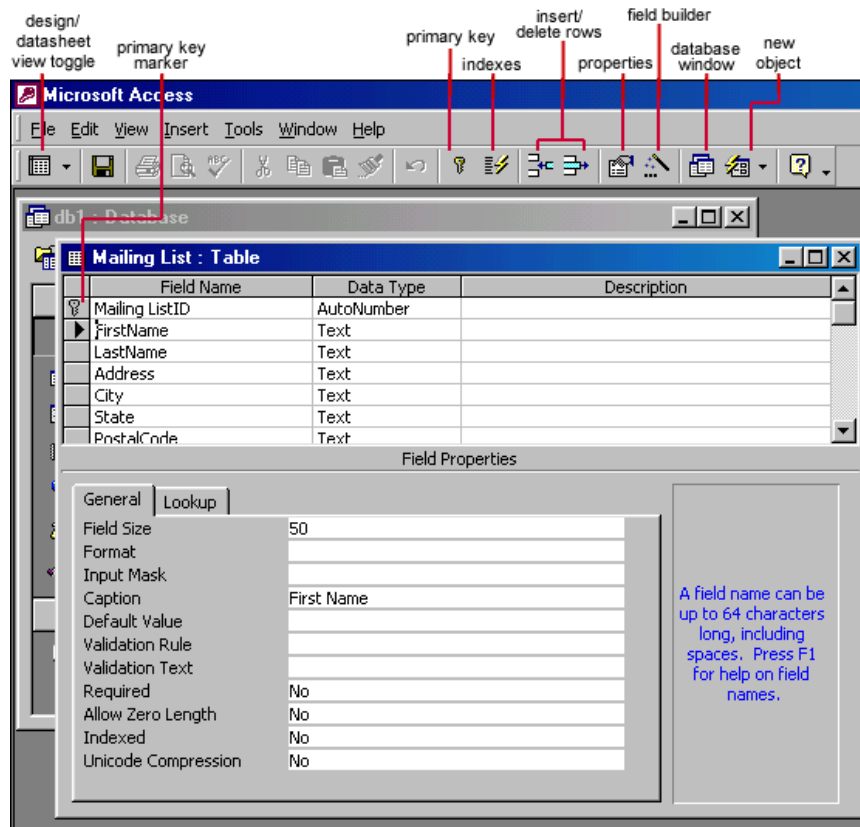 design/
datasheet
view toggle
primary key
marker
primary key
indexes
insert/
delete rows
properties
field builder
database
window
new
object
Microsoft Access
File Edit View Insert Tools Window Help
ABC
db1 : Database
Mailing List : Table
Field Name Data Type Description
Mailing ListID AutoNumber
FirstName Text
LastName Text
Address Text
City Text
State Text
PostalCode Text
Field Properties
General Lookup
Field Size 50
Format
Input Mask
Caption First Name
Default Value
Validation Rule
Validation Text
Required No
Allow Zero Length No
Indexed No
Unicode Compression No
A field name can be
up to 64 characters
long, including
spaces. Press F1
for help on field
names.